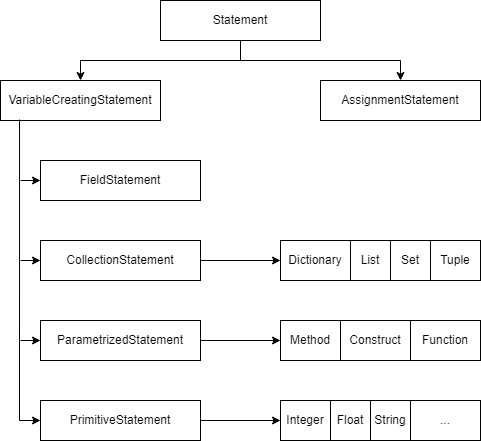 Statement
VariableCreatingStatement
AssignmentStatement
FieldStatement
CollectionStatement
Dictionary List Set Tuple
ParametrizedStatement
Method Construct Function
PrimitiveStatement
Integer Float String ...